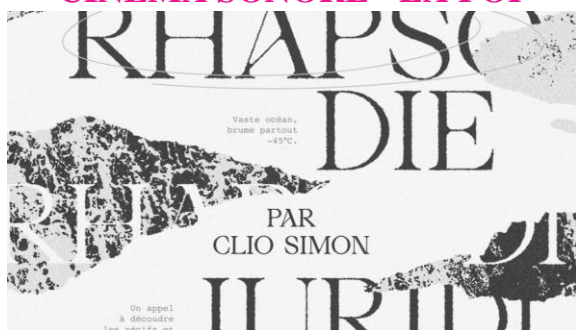 CINÉMA SONORE - LA POP
RHAPSO
Vaste océan,
brume partout
-45°C.
DIE
PAR
CLIO SIMON
Un appel
à découdre
les récifs et
JURIDI